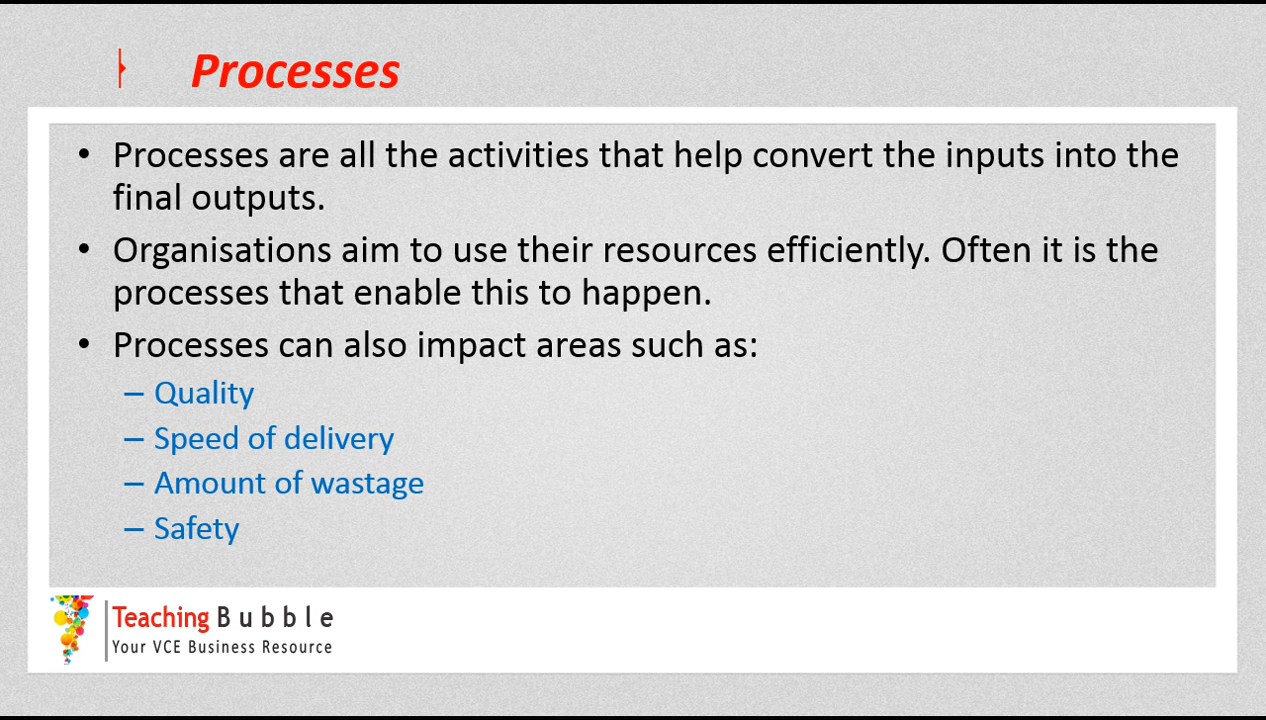 Processes
• Processes are all the activities that help convert the inputs into the
final outputs.
• Organisations aim to use their resources efficiently. Often it is the
processes that enable this to happen.
• Processes can also impact areas such as:
– Quality
– Speed of delivery
– Amount of wastage
– Safety
Teaching Bubble
Your VCE Business Resource